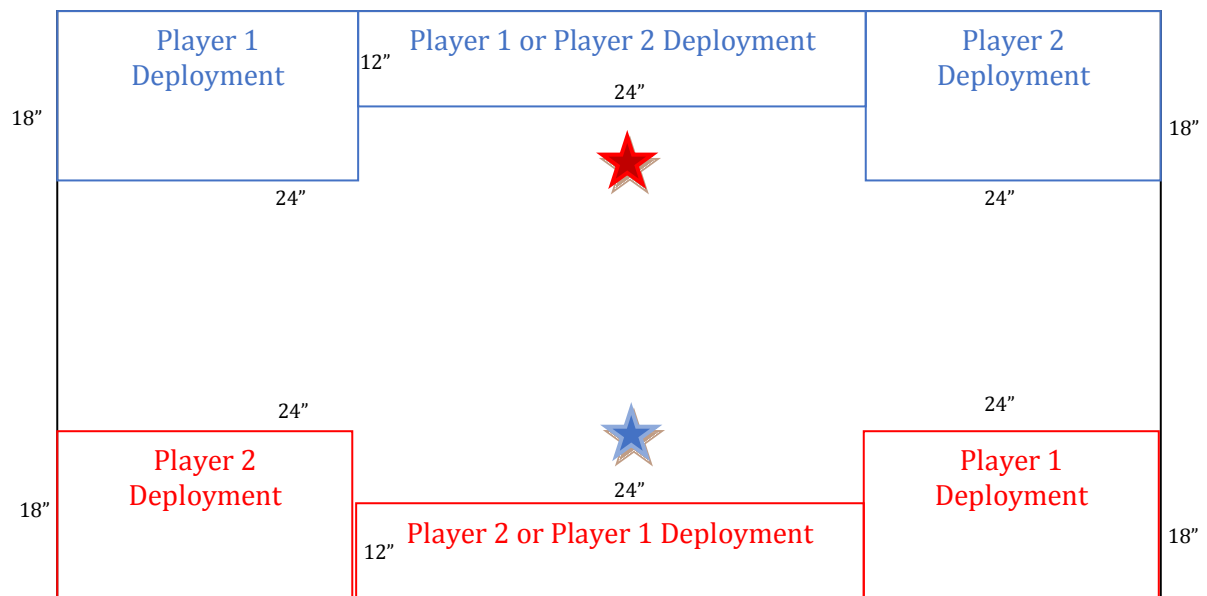 Player 1
Deployment
Player 1 or Player 2 Deployment
Player 2
Deployment
12”
24”
18”
18”
24”
24”
24”
24”
Player 2
Deployment
Player 1
Deployment
24”
18”
Player 2 or Player 1 Deployment
12”
18”